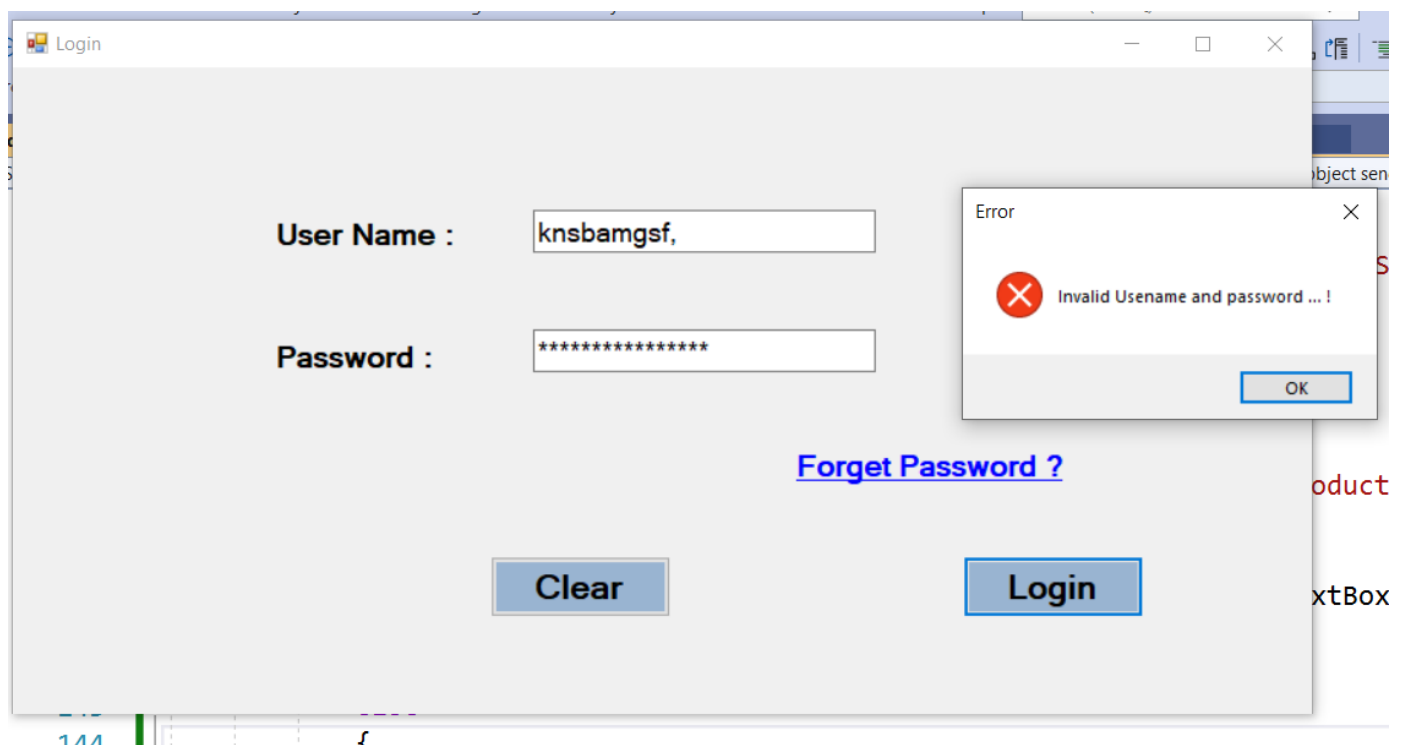 Login
object sen
Error
User Name :
knsbamgsf,
Invalid Usename and password ... !
Password :
****************
OK
Forget Password ?
oduct
Clear
Login
xtBox
144
{